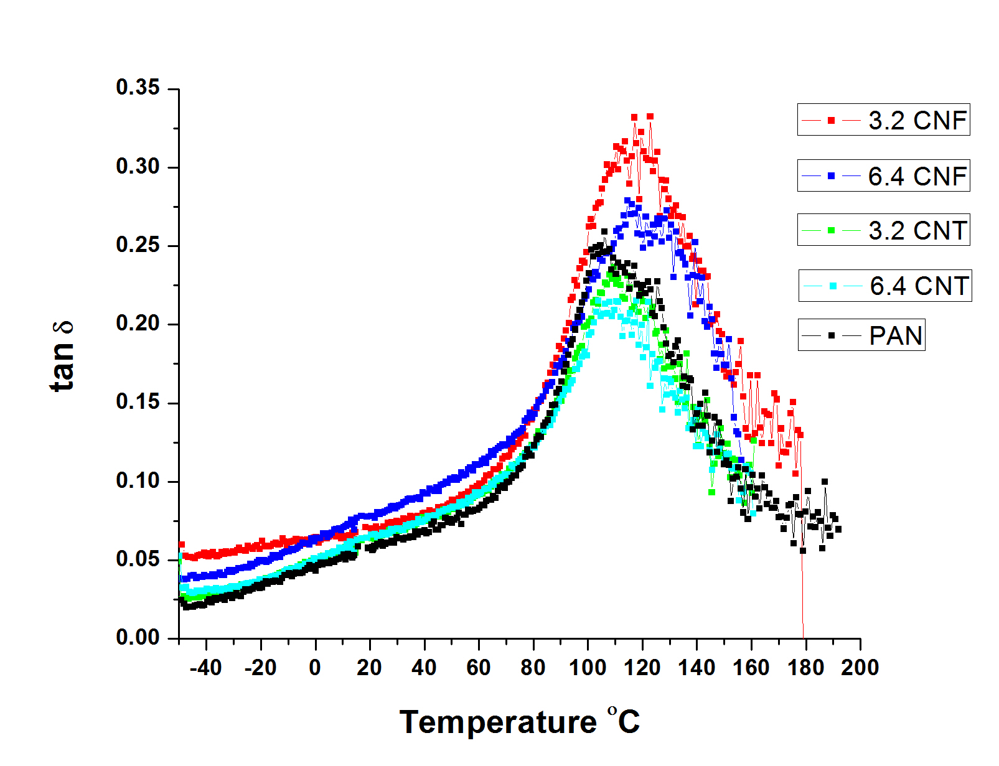 0.35
0.30
0.25
0.20
0.15
0.10
0.05
0.00
tan δ
-40 -20 0 20 40 60 80 100 120 140 160 180 200
Temperature °C
3.2 CNF
6.4 CNF
3.2 CNT
6.4 CNT
PAN